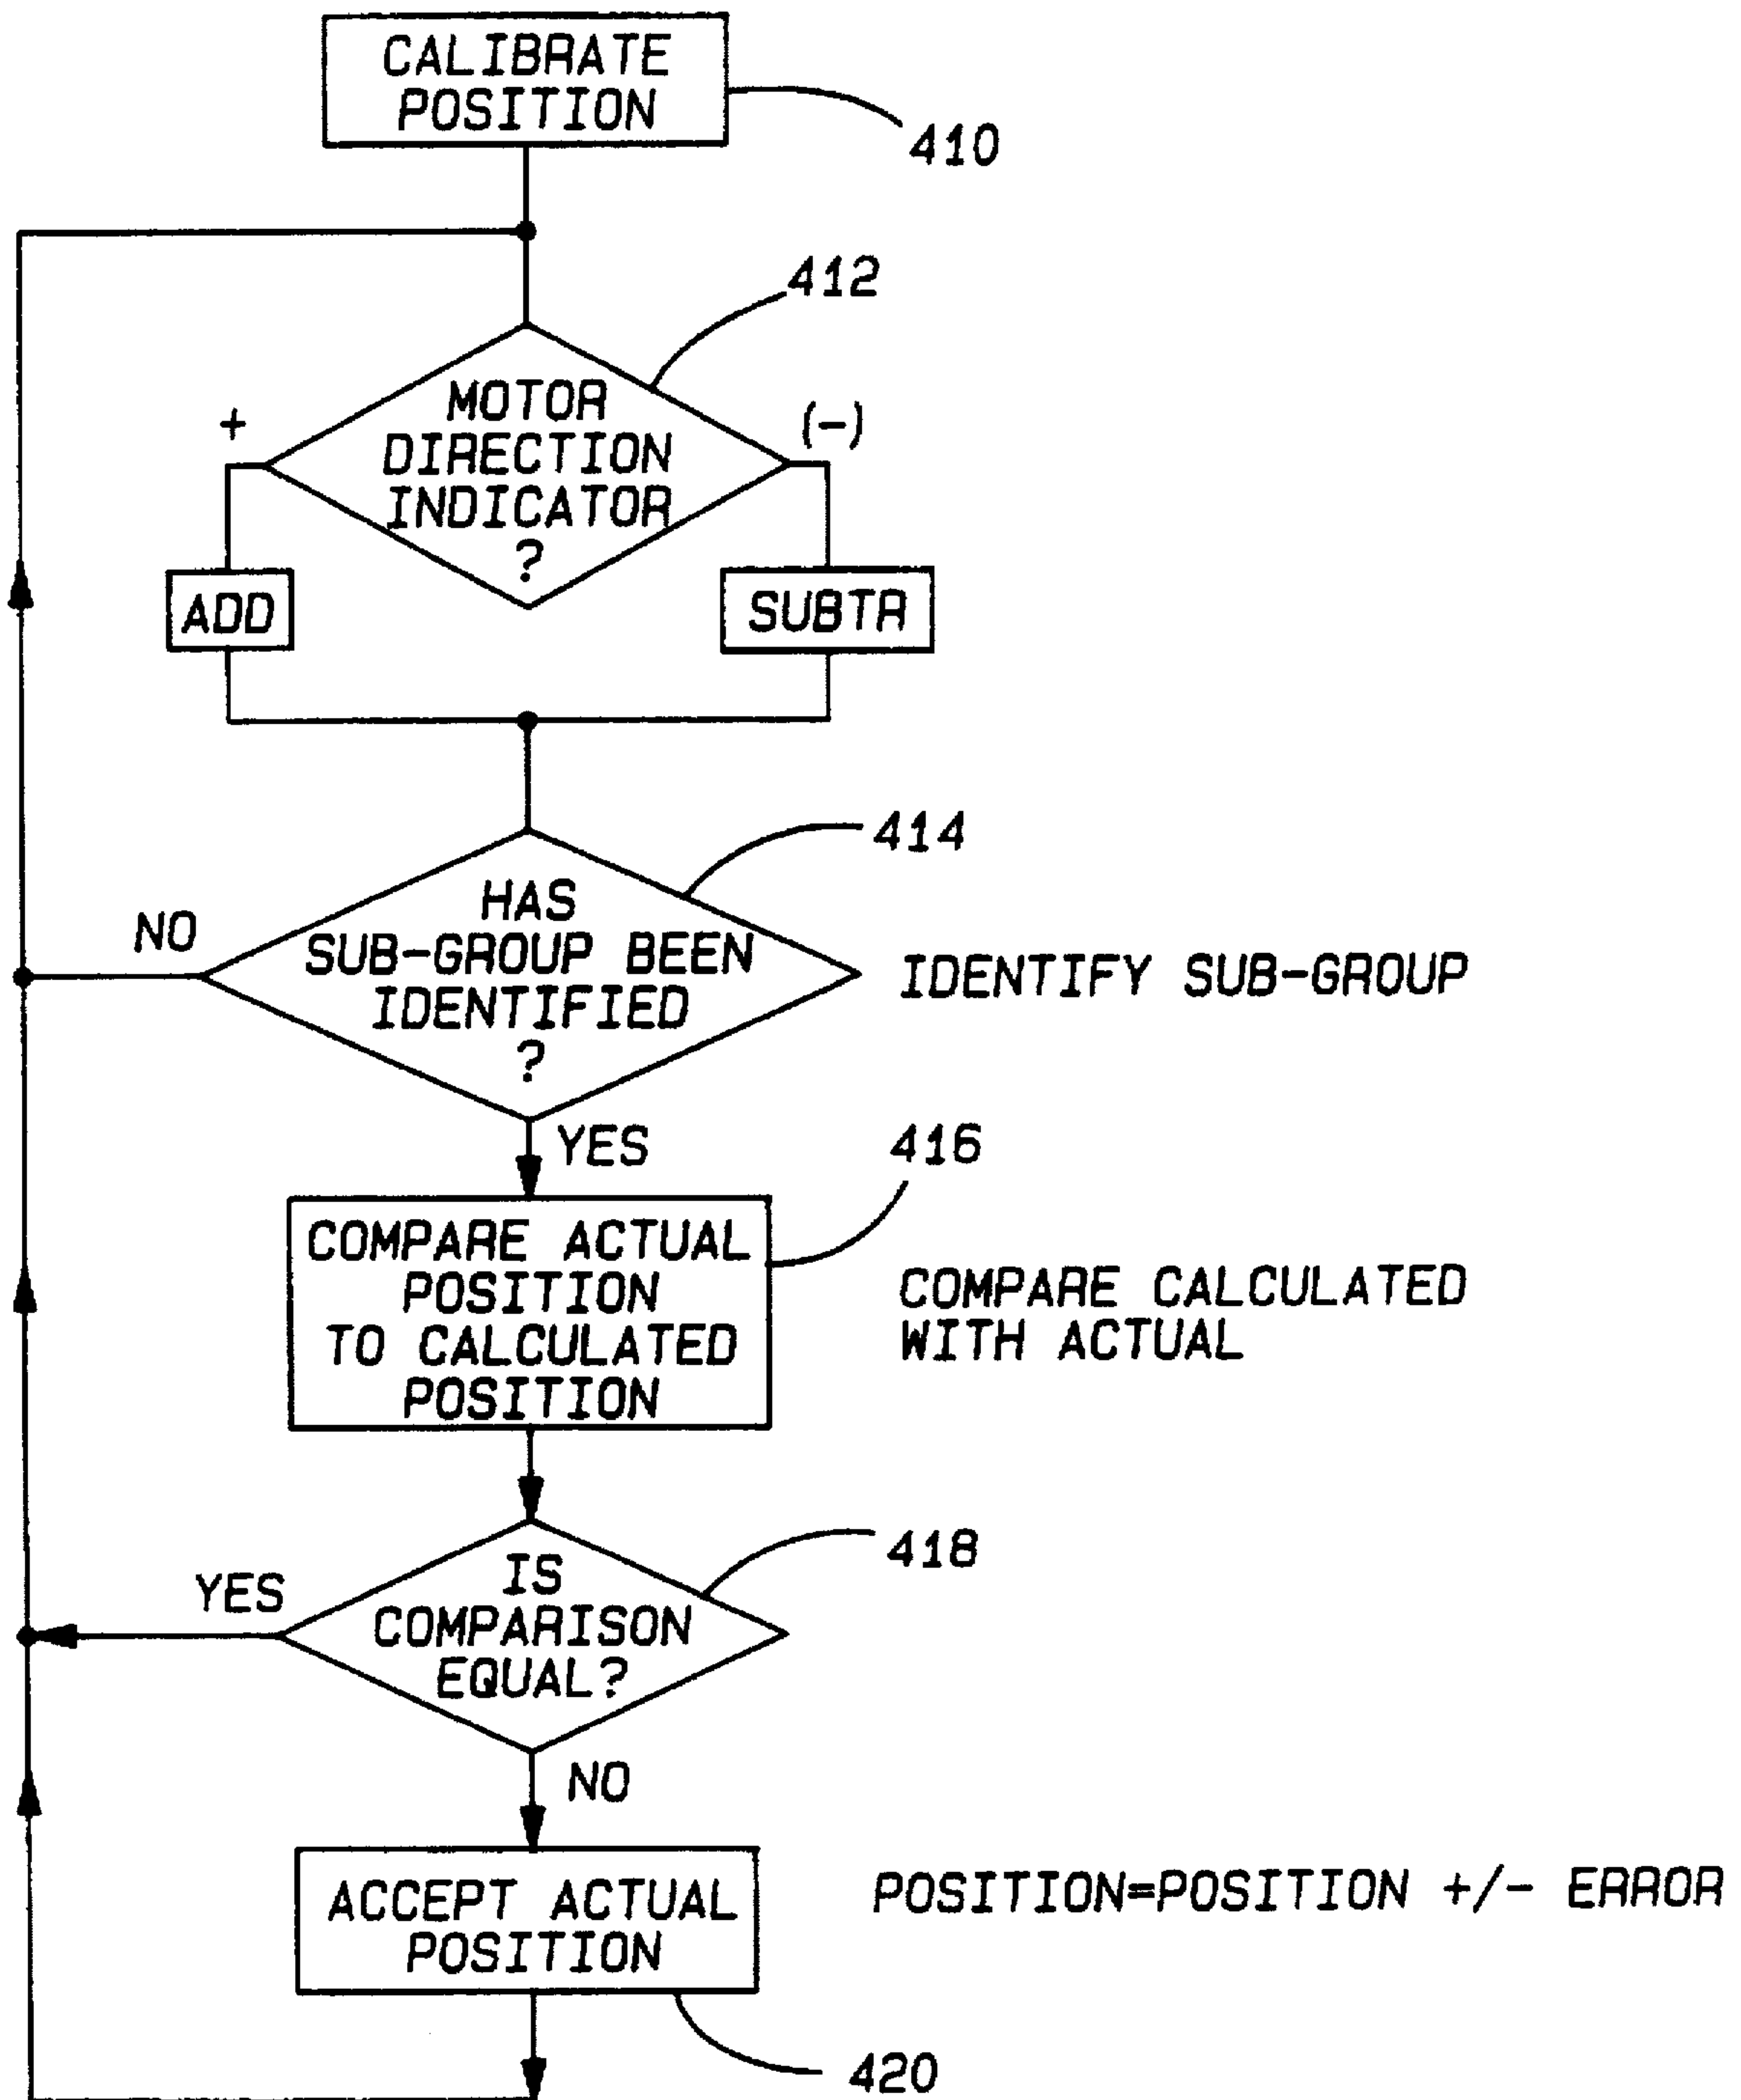 CALIBRATE
POSITION
410
412
MOTOR
DIRECTION
INDICATOR
?
+
(-)
ADD
SUBTR
414
HAS
SUB-GROUP BEEN
IDENTIFIED
?
NO
IDENTIFY SUB-GROUP
YES
416
COMPARE ACTUAL
POSITION
TO CALCULATED
POSITION
COMPARE CALCULATED
WITH ACTUAL
418
IS
COMPARISON
EQUAL?
YES
NO
ACCEPT ACTUAL
POSITION
POSITION=POSITION +/- ERROR
420